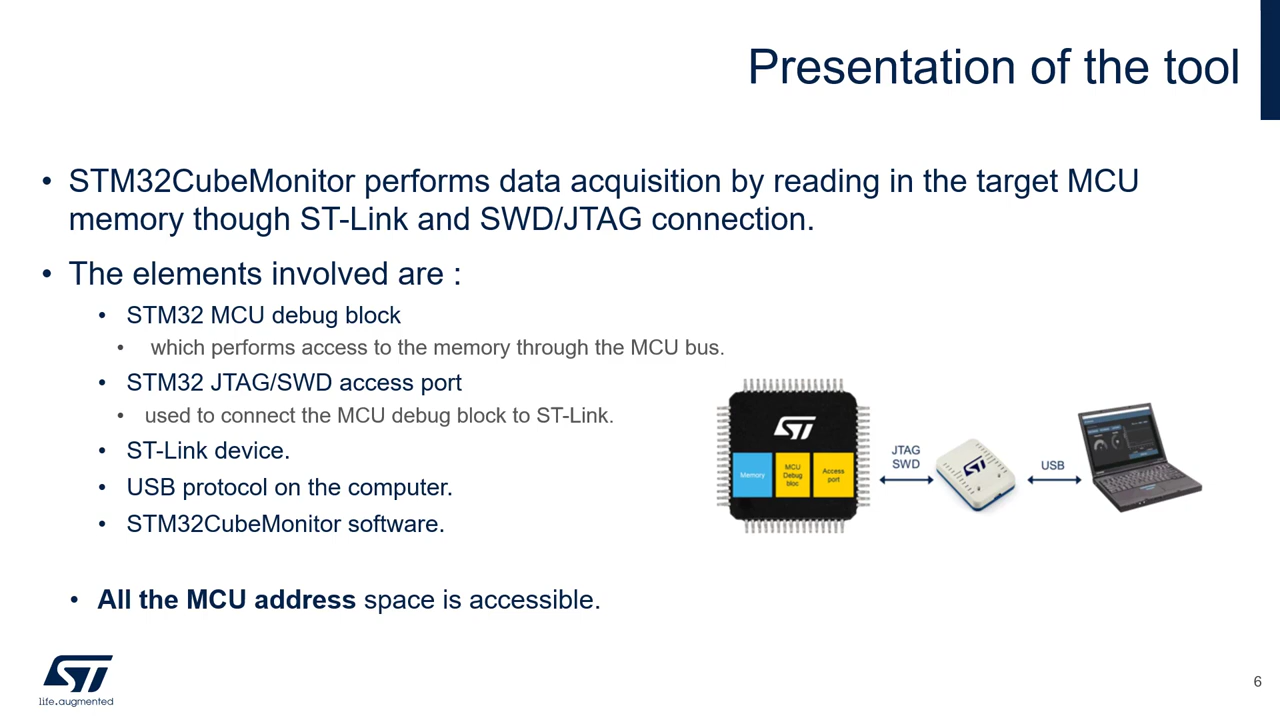 Presentation of the tool
• STM32CubeMonitor performs data acquisition by reading in the target MCU
memory though ST-Link and SWD/JTAG connection.
• The elements involved are :
• STM32 MCU debug block
• which performs access to the memory through the MCU bus.
• STM32 JTAG/SWD access port
• used to connect the MCU debug block to ST-Link.
• ST-Link device.
• USB protocol on the computer.
• STM32CubeMonitor software.
• All the MCU address space is accessible.
ST
Memory
MCU
Debug
bloc
Access
port
JTAG
SWD
ST
USB
ST
life.augmented
6